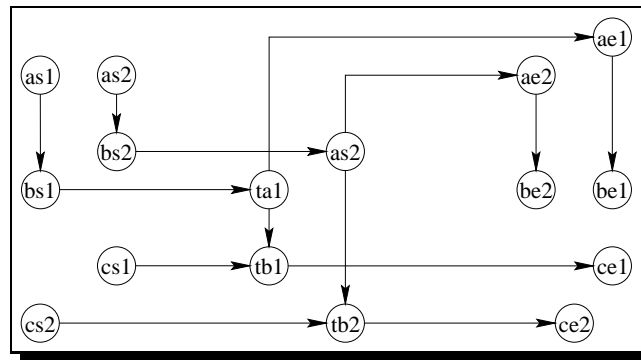 ae1
as1 as2 ae2
bs2 as2
bs1 ta1 be2 be1
cs1 tb1 ce1
cs2 tb2 ce2